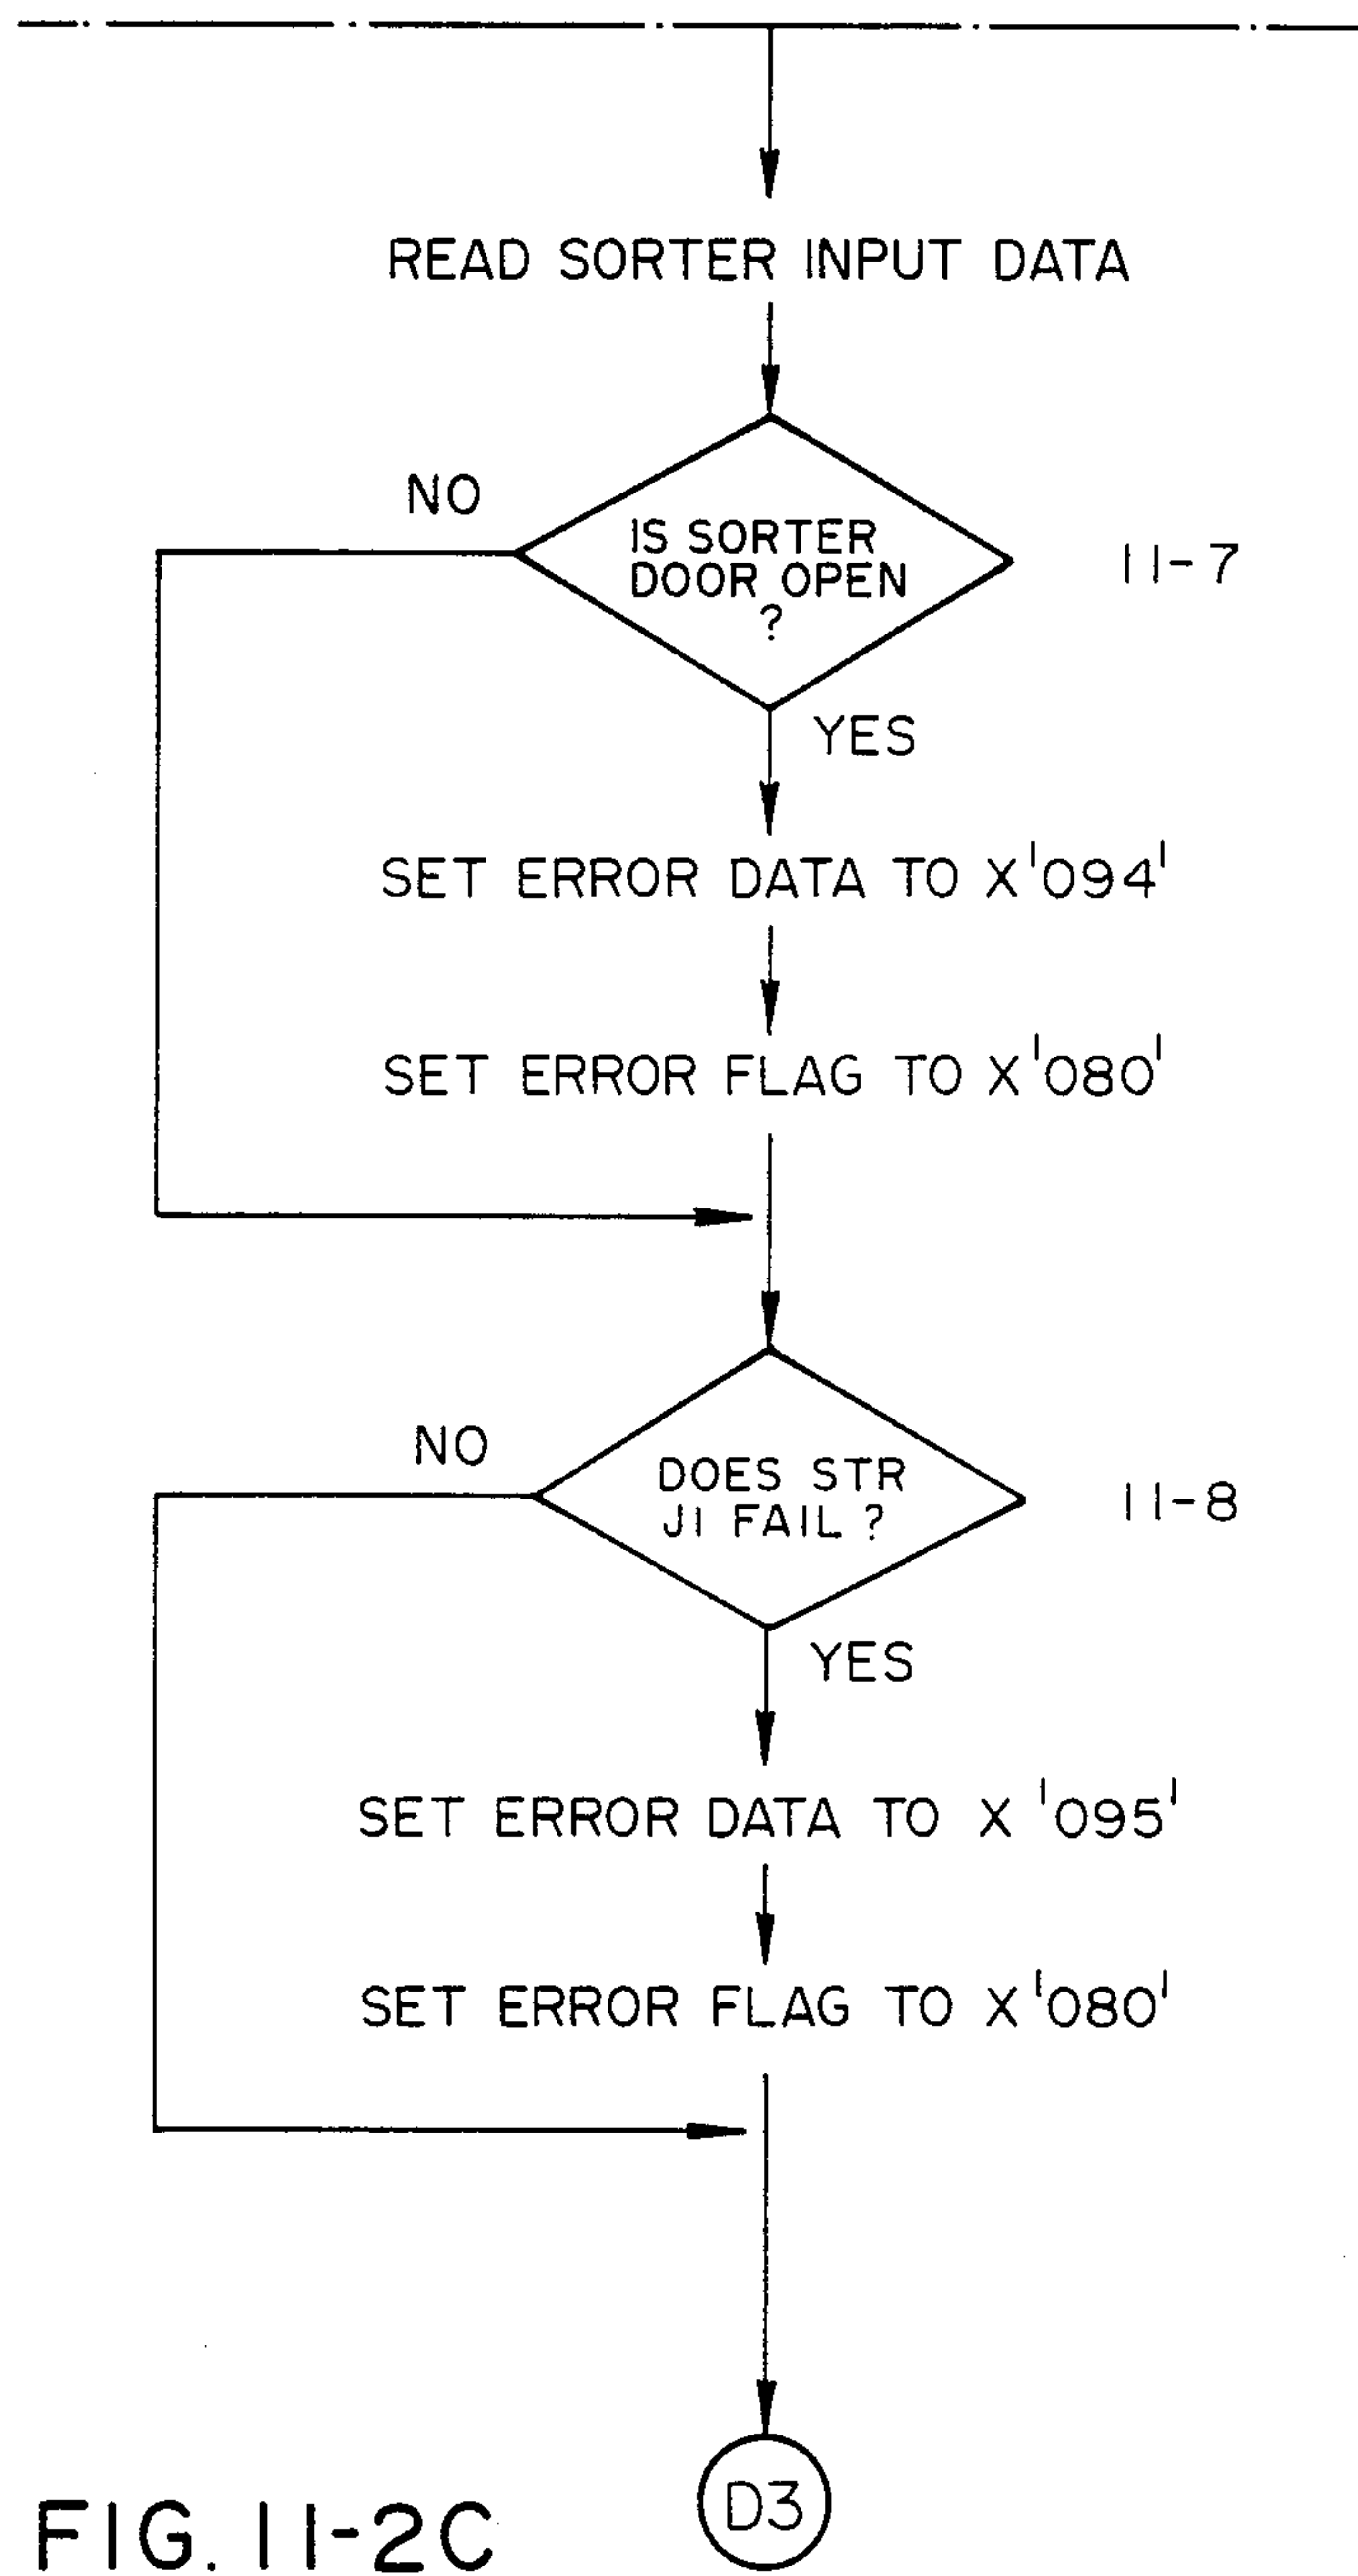 READ SORTER INPUT DATA
NO
IS SORTER
DOOR OPEN
?
11-7
YES
SET ERROR DATA TO X'094'
SET ERROR FLAG TO X'080'
NO
DOES STR
J1 FAIL ?
11-8
YES
SET ERROR DATA TO X '095'
SET ERROR FLAG TO X'080'
D3
FIG. 11-2C